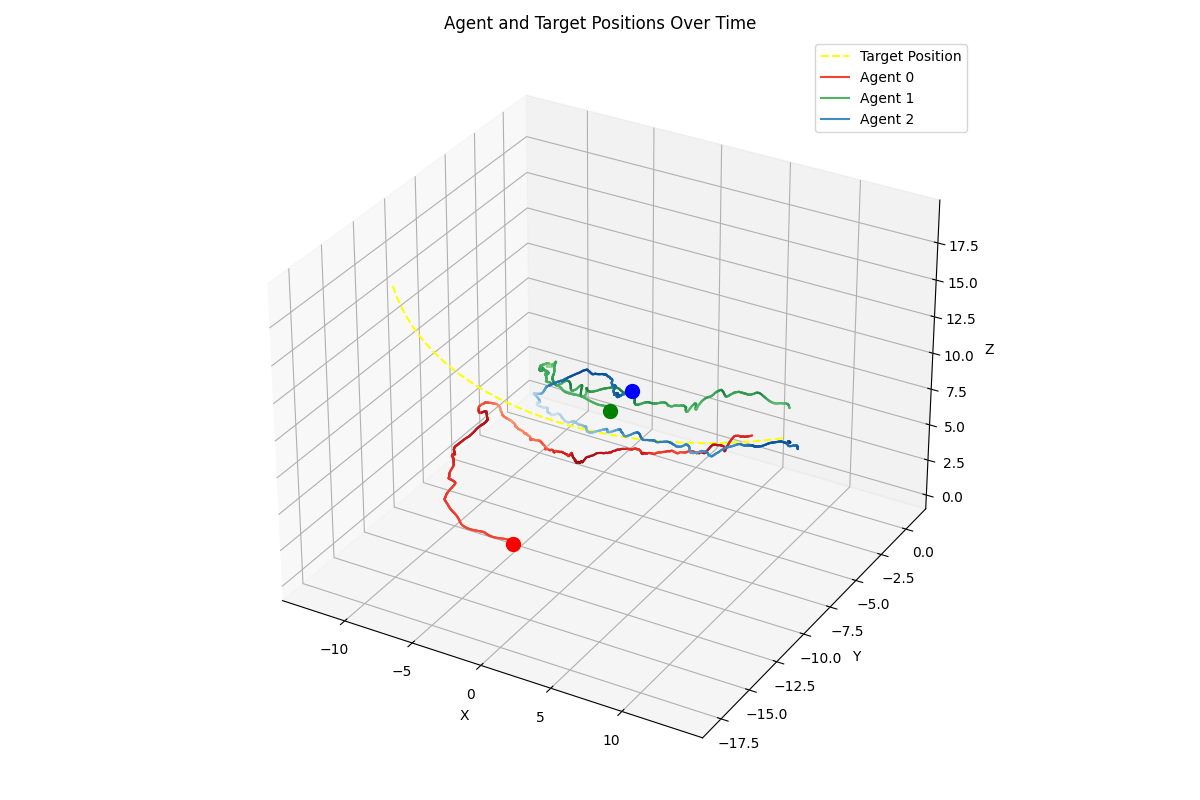 Agent and Target Positions Over Time
Target Position
Agent 0
Agent 1
Agent 2
17.5
15.0
12.5
10.0
7.5
5.0
2.5
0.0
Z
0.0
−2.5
−5.0
−7.5
−10.0
−12.5
−15.0
−17.5
Y
−10
−5
0
5
10
X